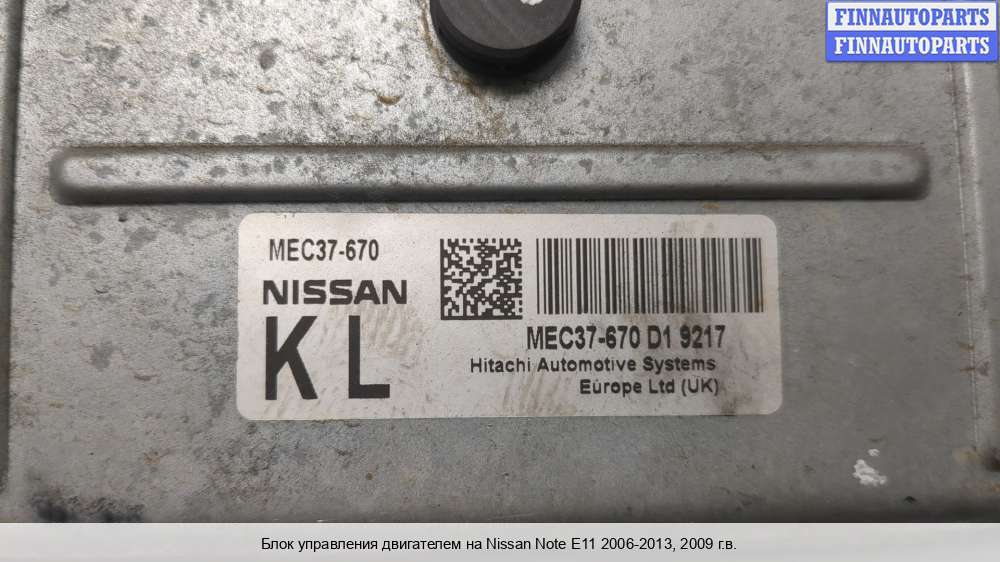 FINNAUTOPARTS
FINNAUTOPARTS
MEC37-670
NISSAN
KL
MEC37-670 D1 9217
Hitachi Automotive Systems
Europe Ltd (UK)
Блок управления двигателем на Nissan Note E11 2006-2013, 2009 г.в.